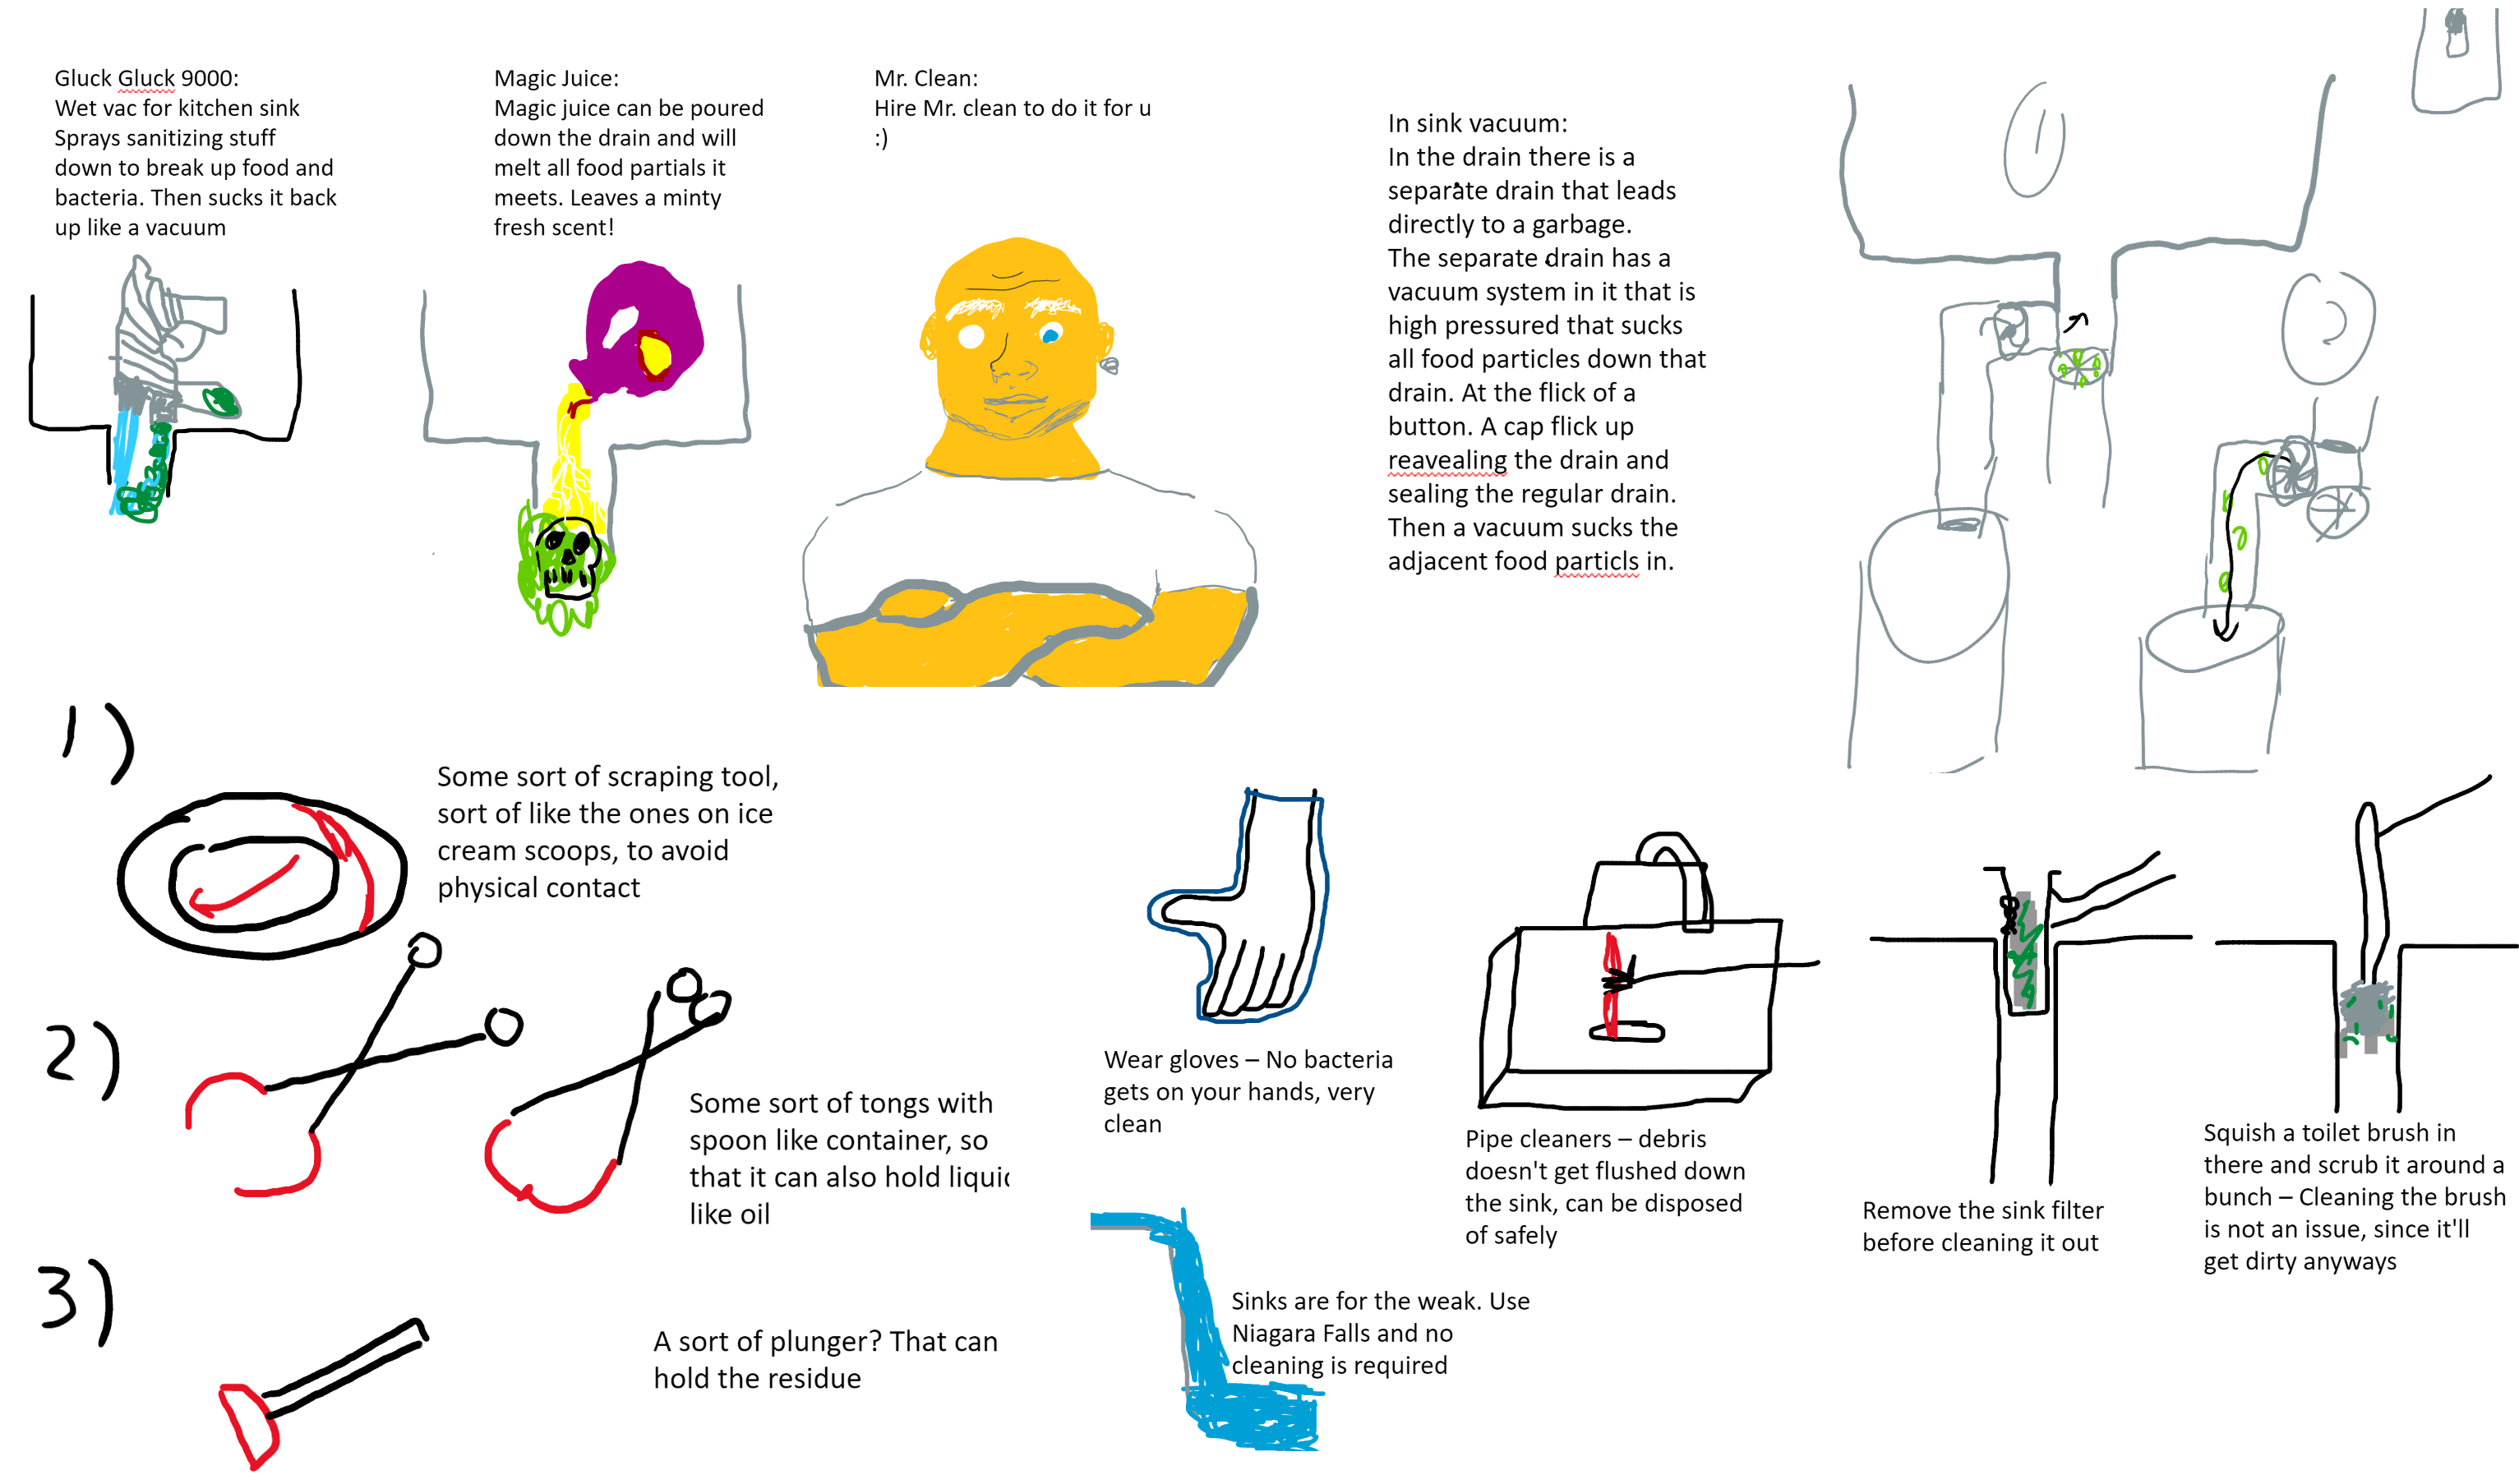 Gluck Gluck 9000:
Wet vac for kitchen sink
Sprays sanitizing stuff
down to break up food and
bacteria. Then sucks it back
up like a vacuum
Magic Juice:
Magic juice can be poured
down the drain and will
melt all food partials it
meets. Leaves a minty
fresh scent!
Mr. Clean:
Hire Mr. clean to do it for u
:)
In sink vacuum:
In the drain there is a
separate drain that leads
directly to a garbage.
The separate drain has a
vacuum system in it that is
high pressured that sucks
all food particles down that
drain. At the flick of a
button. A cap flick up
reavealing the drain and
sealing the regular drain.
Then a vacuum sucks the
adjacent food particls in.
1)
Some sort of scraping tool,
sort of like the ones on ice
cream scoops, to avoid
physical contact
2)
Some sort of tongs with
spoon like container, so
that it can also hold liquic
like oil
3)
A sort of plunger? That can
hold the residue
Wear gloves – No bacteria
gets on your hands, very
clean
Pipe cleaners – debris
doesn't get flushed down
the sink, can be disposed
of safely
Remove the sink filter
before cleaning it out
Squish a toilet brush in
there and scrub it around a
bunch – Cleaning the brush
is not an issue, since it'll
get dirty anyways
Sinks are for the weak. Use
Niagara Falls and no
cleaning is required